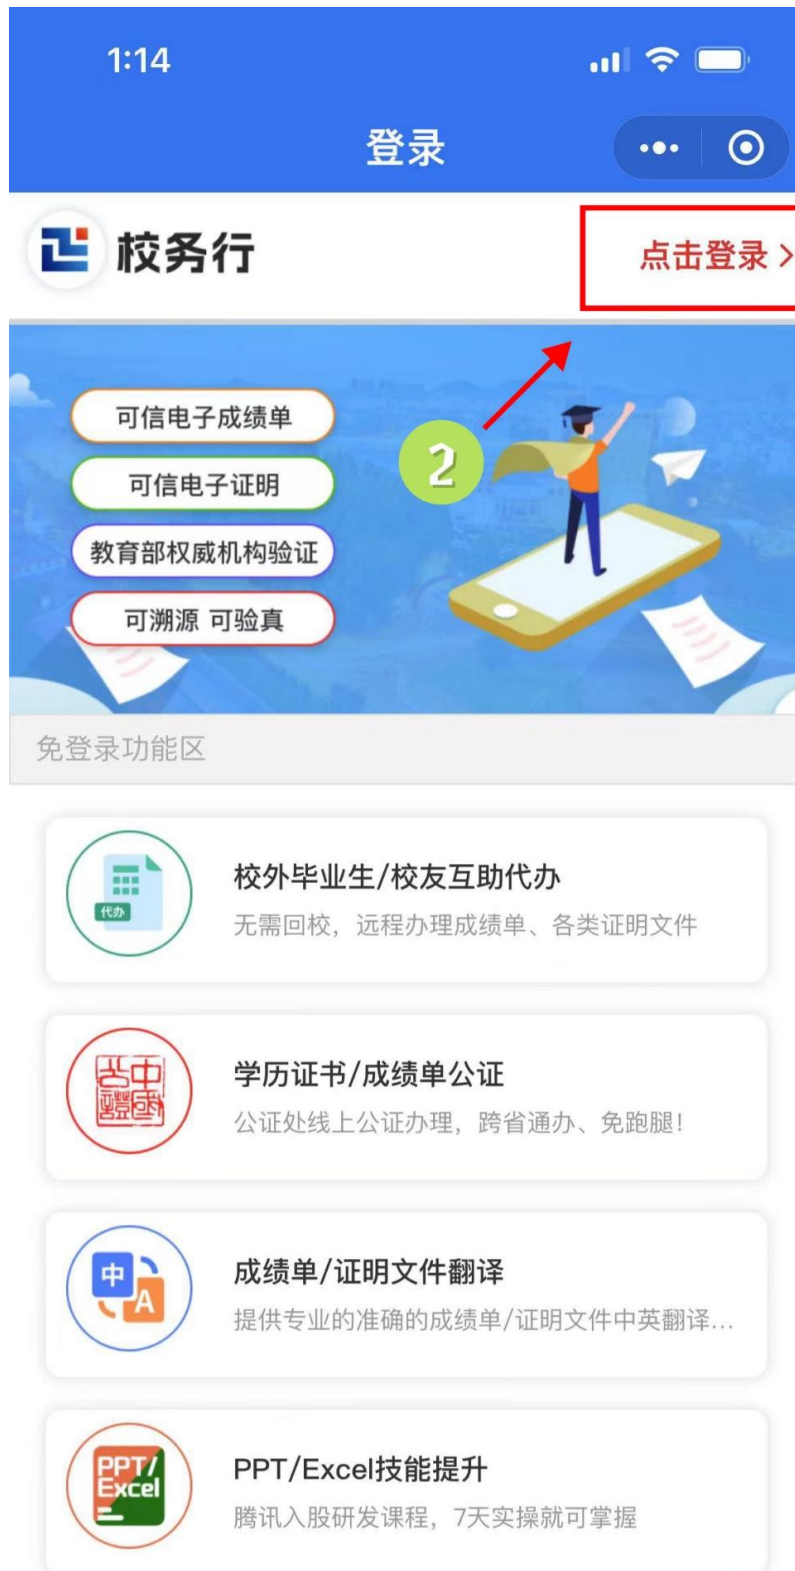 1:14
登录
校务行
点击登录
可信电子成绩单
2
可信电子证明
教育部权威机构验证
可溯源 可验真
免登录功能区
校外毕业生/校友互助代办
代办
无需回校，远程办理成绩单、各类证明文件
学历证书/成绩单公证
公证处线上公证办理，跨省通办、免跑腿！
中
A
成绩单/证明文件翻译
提供专业的准确的成绩单/证明文件中英翻译...
PPT/
Excel
PPT/Excel技能提升
腾讯入股研发课程，7天实操就可掌握